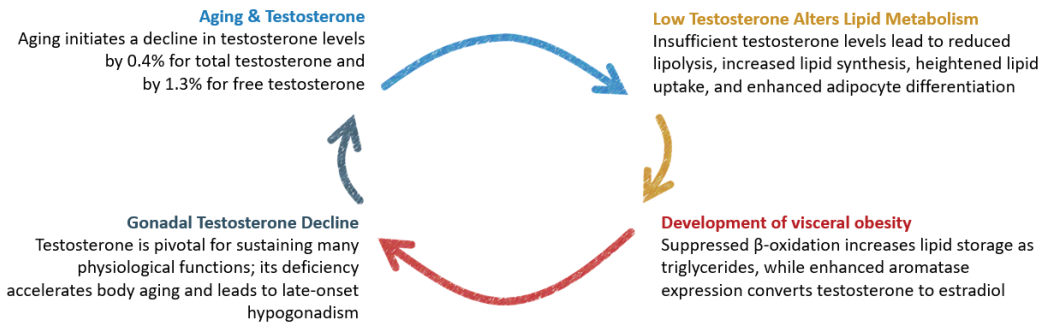 Aging & Testosterone
Aging initiates a decline in testosterone levels
by 0.4% for total testosterone and
by 1.3% for free testosterone
Low Testosterone Alters Lipid Metabolism
Insufficient testosterone levels lead to reduced
lipolysis, increased lipid synthesis, heightened lipid
uptake, and enhanced adipocyte differentiation
Gonadal Testosterone Decline
Testosterone is pivotal for sustaining many
physiological functions; its deficiency
accelerates body aging and leads to late-onset
hypogonadism
Development of visceral obesity
Suppressed β-oxidation increases lipid storage as
triglycerides, while enhanced aromatase
expression converts testosterone to estradiol